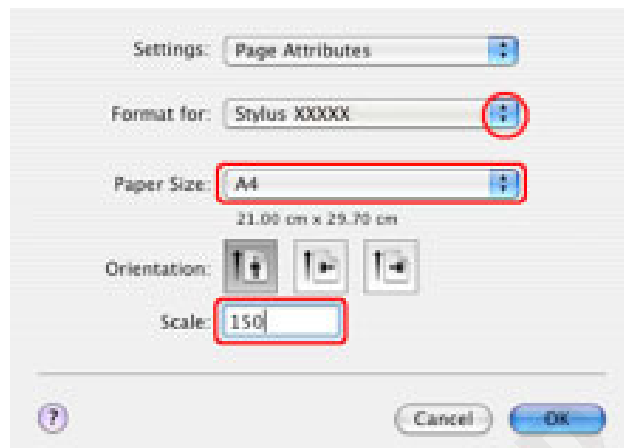 Settings: Page Attributes
Format for: Stylus XXXXX
Paper Size: A4
21.00 cm x 29.70 cm
Orientation:
Scale: 150
? Cancel OK